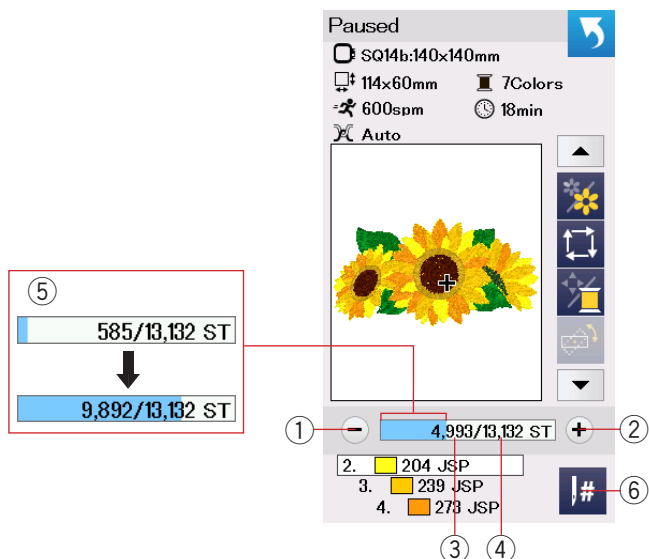 Paused
SQ14b:140x140mm
114x60mm 7Colors
600spm 18min
Auto
⑤
585/13,132 ST
9,892/13,132 ST
① − 4,993/13,132 ST + ②
2. 204 JSP
3. 239 JSP
4. 273 JSP
# ⑥
③ ④